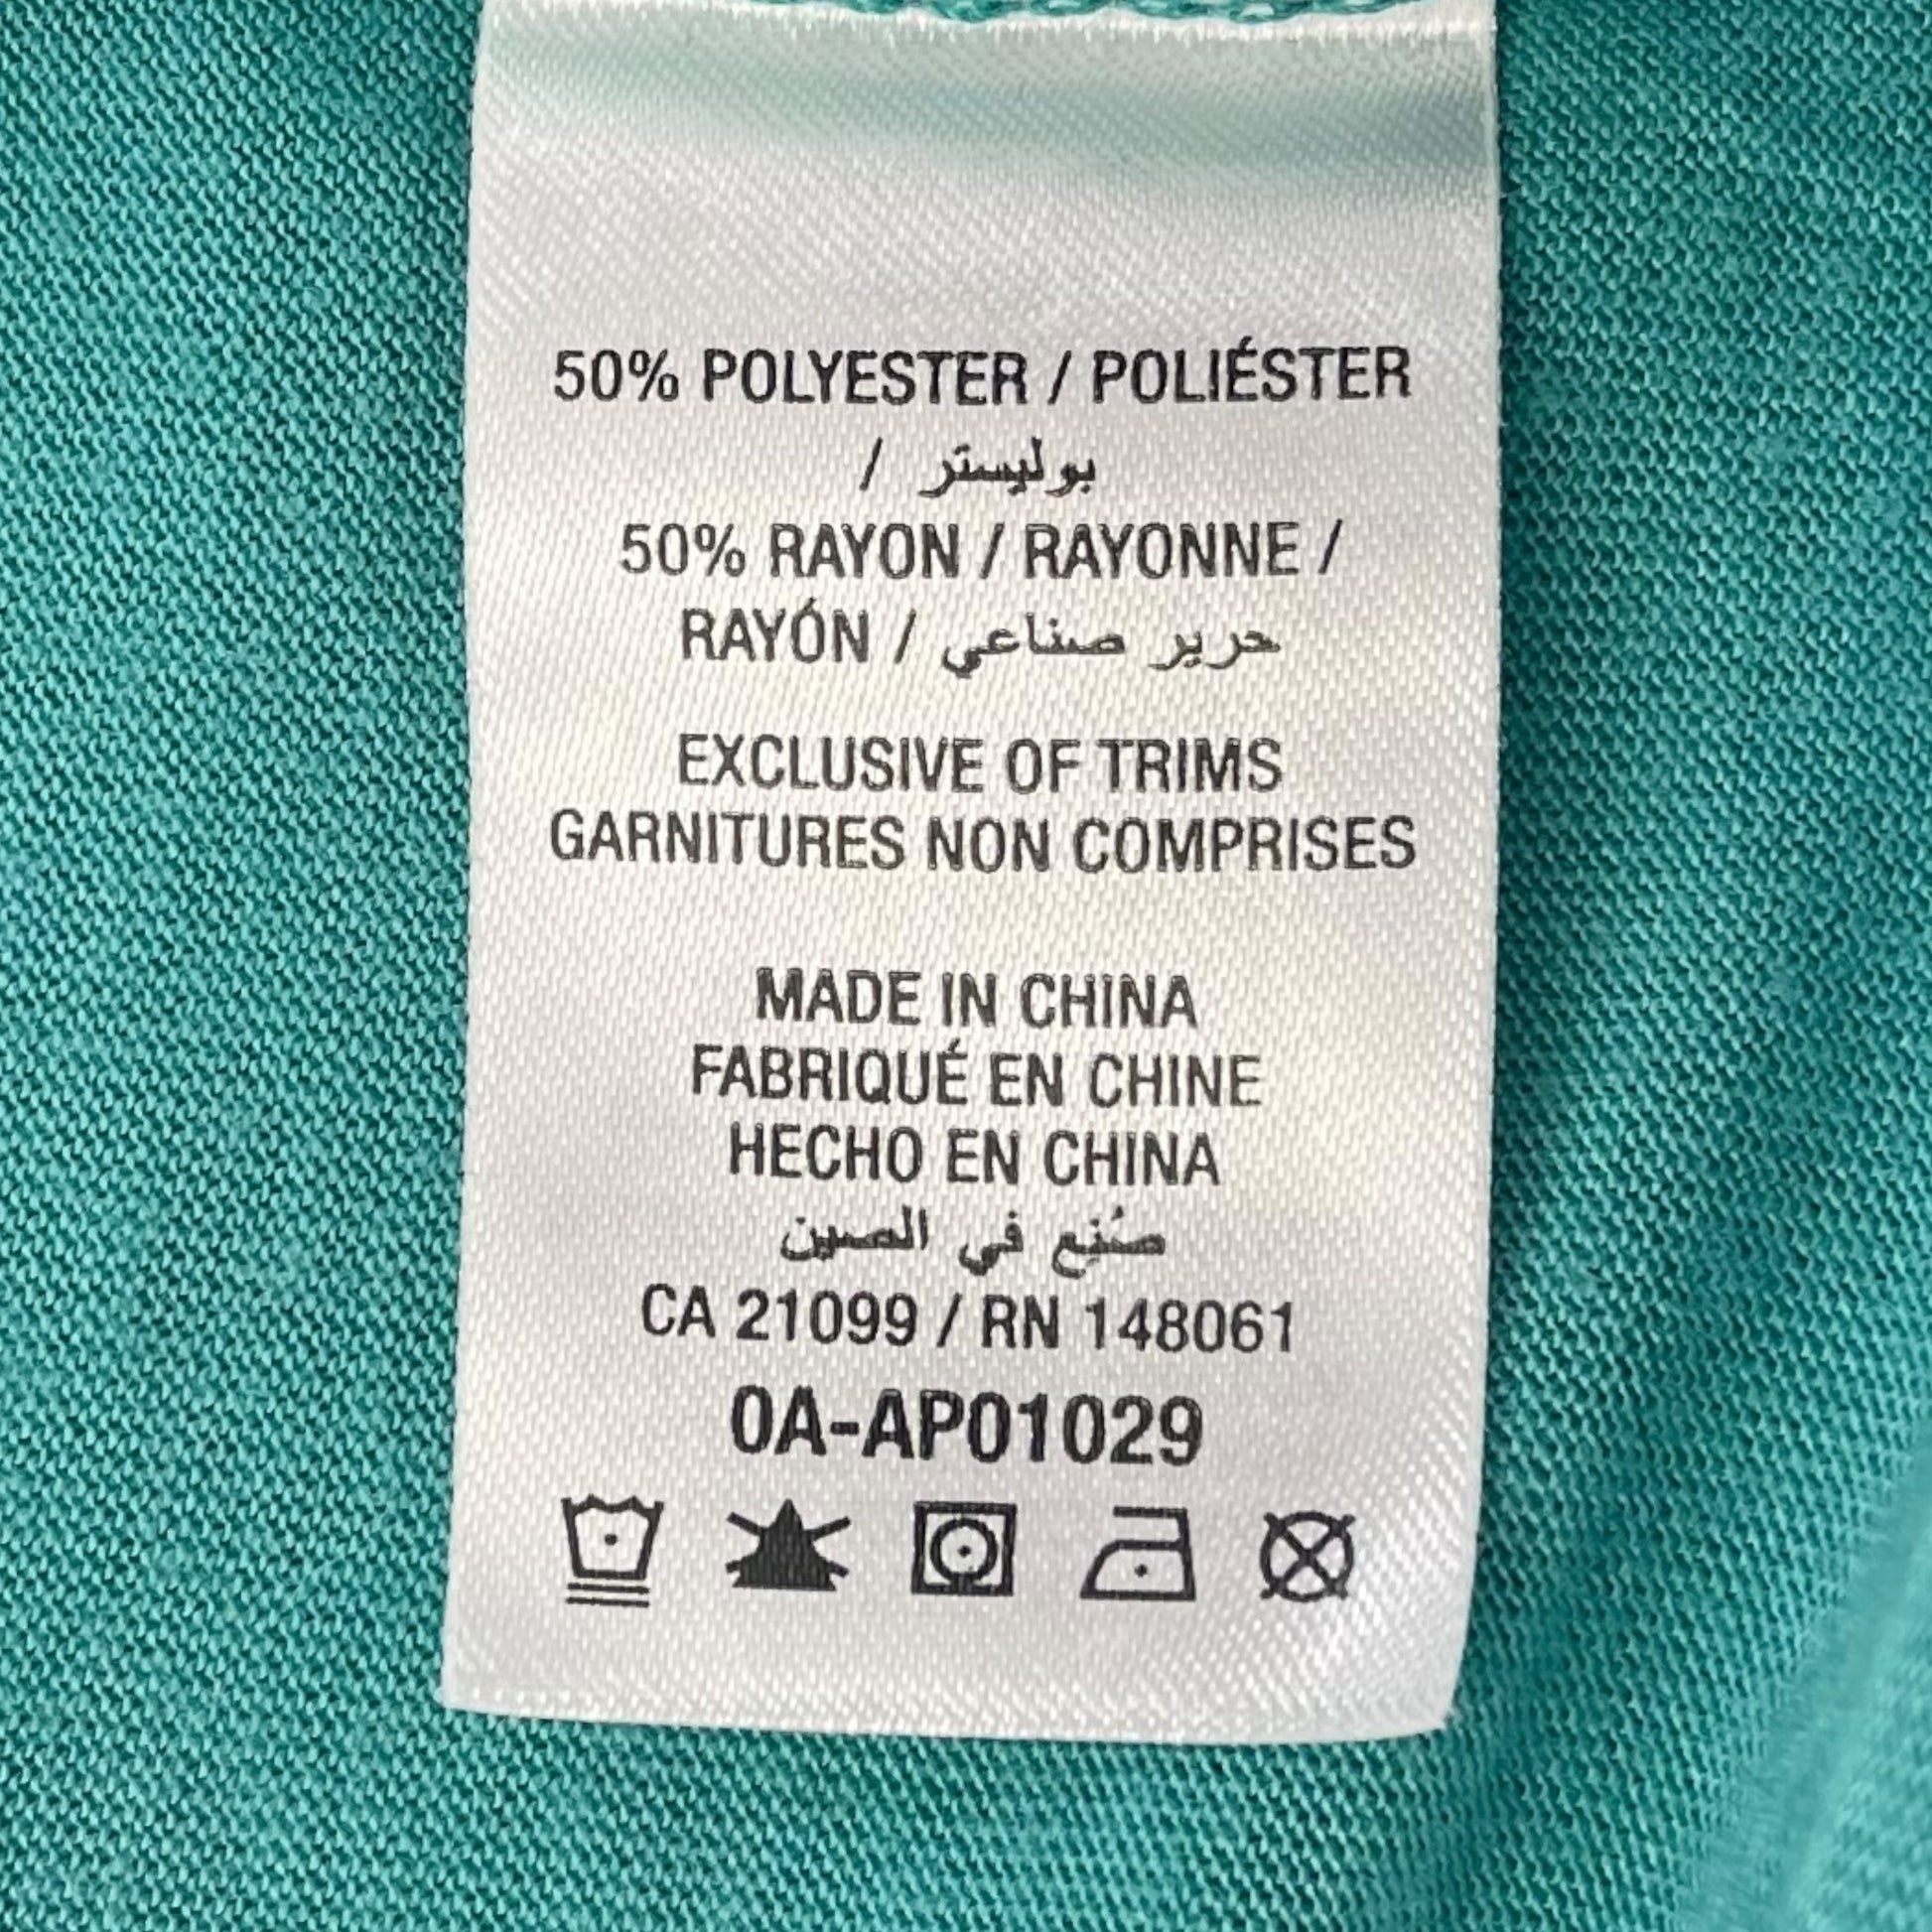 50% POLYESTER / POLIÉSTER
/ بوليستر
50% RAYON / RAYONNE /
RAYÓN / حرير صناعي
EXCLUSIVE OF TRIMS
GARNITURES NON COMPRISES
MADE IN CHINA
FABRIQUÉ EN CHINE
HECHO EN CHINA
صُنِع في الصين
CA 21099 / RN 148061
0A-AP01029